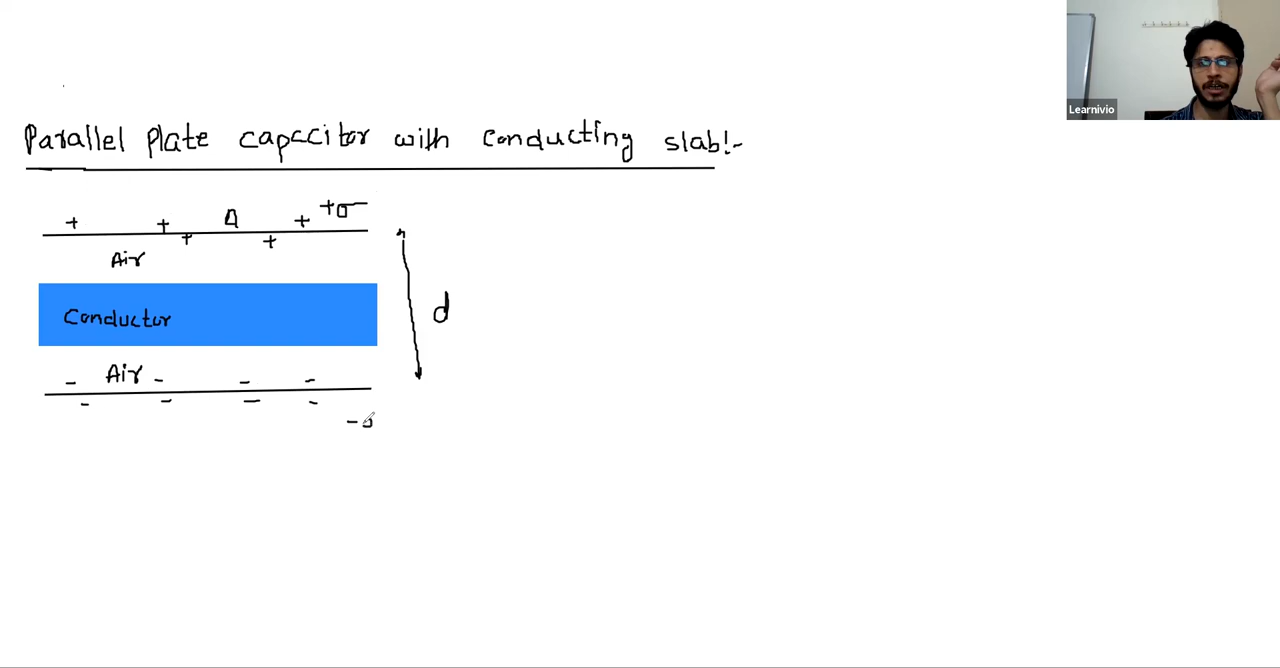 Parallel Plate capacitor with conducting slab:-
+ + A + +σ
+ +
Air
Conductor
d
Air
- - - -
- - - -
-σ
Learnivio